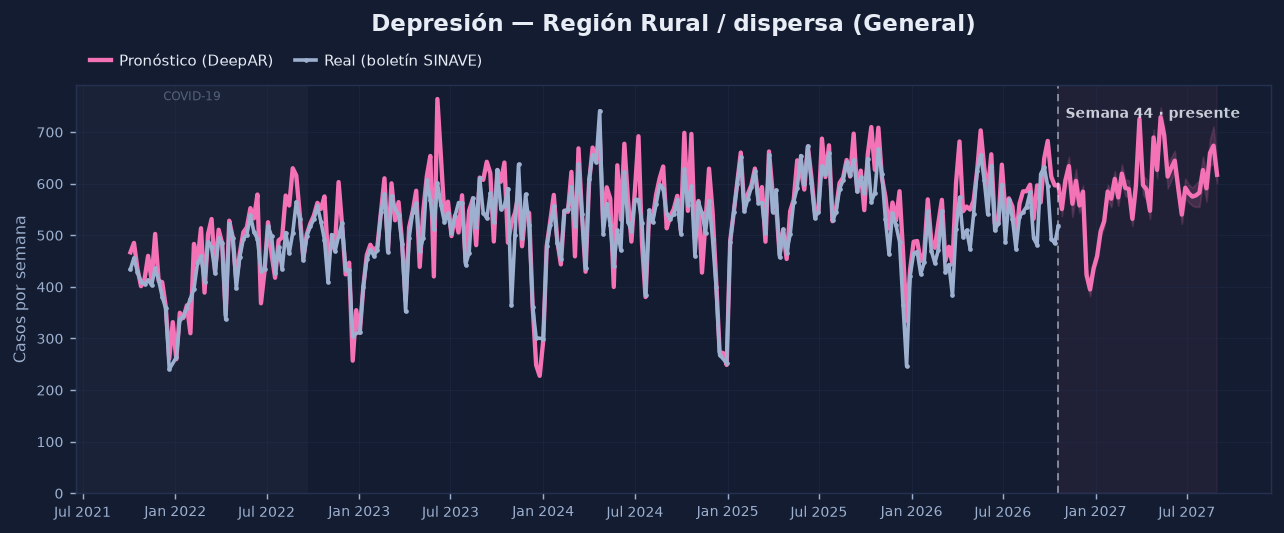 Depresión — Región Rural / dispersa (General)
Pronóstico (DeepAR)
Real (boletín SINAVE)
COVID-19
Semana 44 · presente
Casos por semana
700
600
500
400
300
200
100
0
Jul 2021
Jan 2022
Jul 2022
Jan 2023
Jul 2023
Jan 2024
Jul 2024
Jan 2025
Jul 2025
Jan 2026
Jul 2026
Jan 2027
Jul 2027